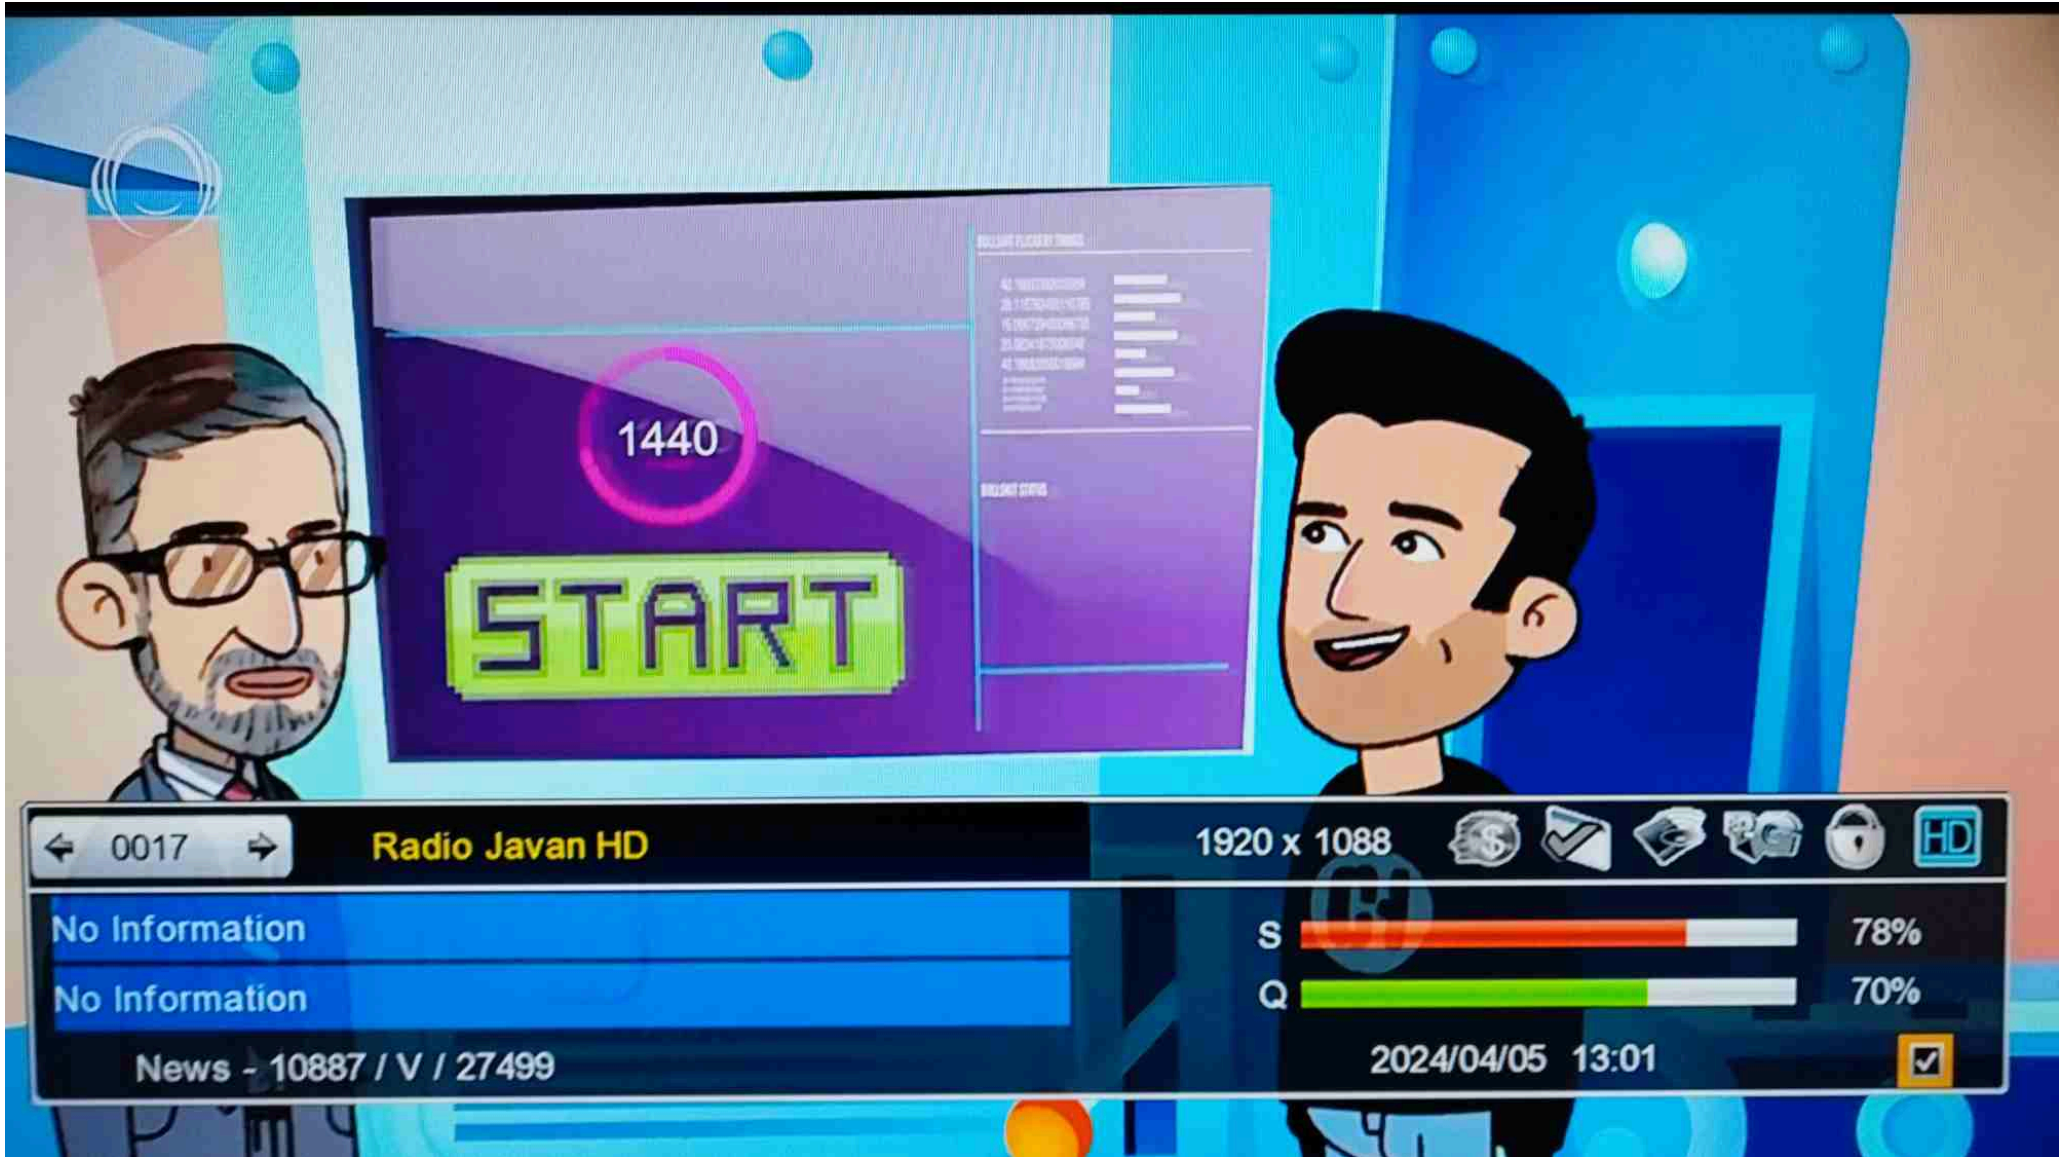 1440
START
0017
Radio Javan HD
1920 x 1088
HD
No Information
S
78%
No Information
Q
70%
News - 10887 / V / 27499
2024/04/05 13:01